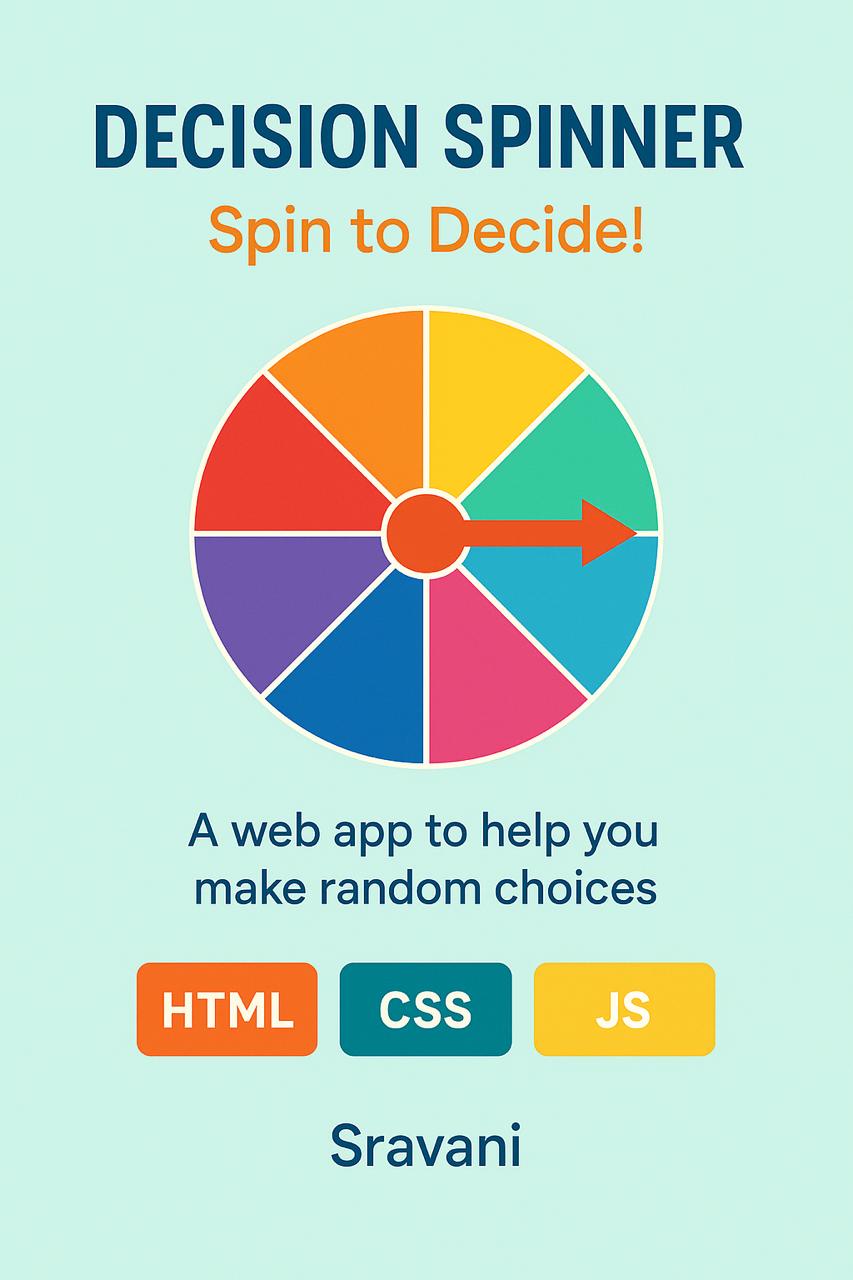 DECISION SPINNER
Spin to Decide!
A web app to help you
make random choices
HTML CSS JS
Sravani